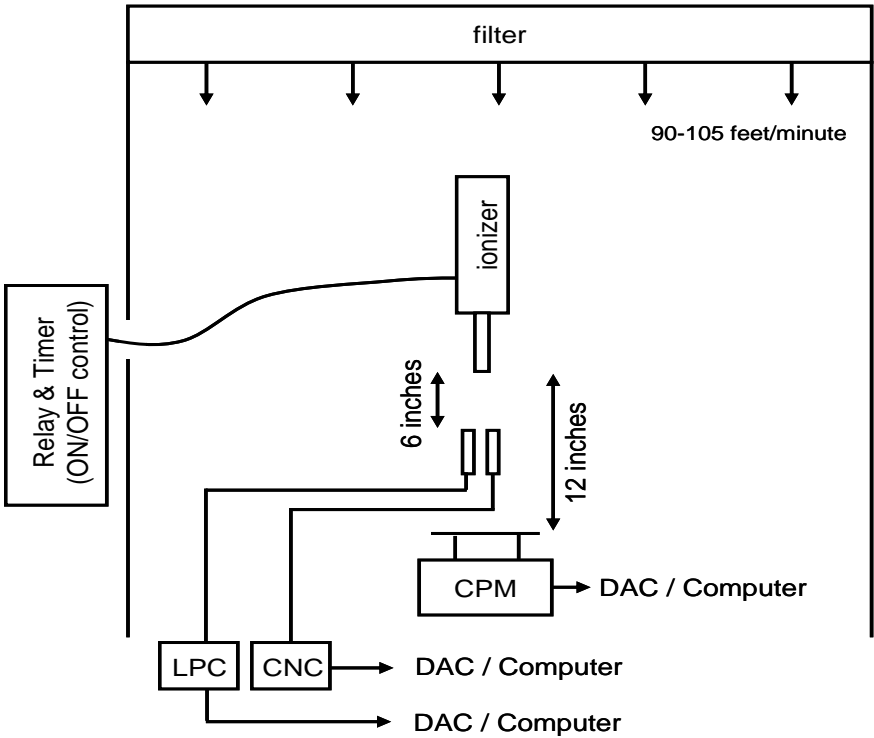 filter
90-105 feet/minute
ionizer
Relay & Timer
(ON/OFF control)
6 inches
12 inches
CPM
DAC / Computer
LPC
CNC
DAC / Computer
DAC / Computer